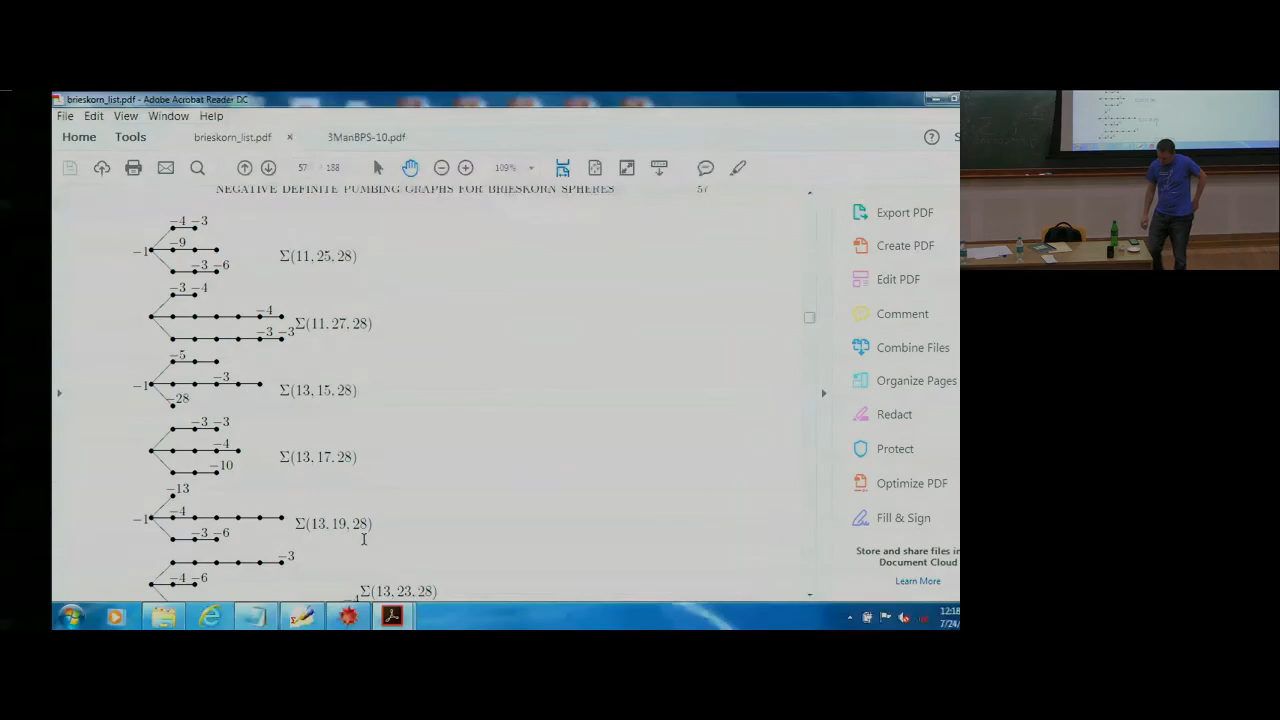 brieskorn_list.pdf - Adobe Acrobat Reader DC
File Edit View Window Help
Home Tools brieskorn_list.pdf × 3ManBPS-10.pdf
57 / 188 109%
NEGATIVE DEFINITE PUMBING GRAPHS FOR BRIESKORN SPHERES 57
−4 −3
−9
−1 Σ(11, 25, 28)
−3 −6
−3 −4
−4
Σ(11, 27, 28)
−3 −3
−5
−3
−1 Σ(13, 15, 28)
−28
−3 −3
−4
Σ(13, 17, 28)
−10
−13
−4
−1 Σ(13, 19, 28)
−3 −6
−3
−4 −6
Σ(13, 23, 28)
−4
Export PDF
Create PDF
Edit PDF
Comment
Combine Files
Organize Pages
Redact
Protect
Optimize PDF
Fill & Sign
Store and share files in
Document Cloud
Learn More
12:18
7/24/